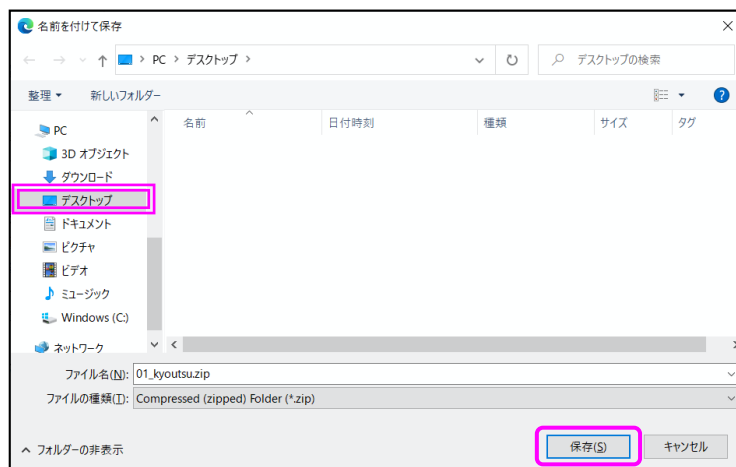 名前を付けて保存
PC デスクトップ
デスクトップの検索
整理 新しいフォルダー
名前 日付時刻 種類 サイズ タグ
PC
3D オブジェクト
ダウンロード
デスクトップ
ドキュメント
ピクチャ
ビデオ
ミュージック
Windows (C:)
ネットワーク
ファイル名(N): 01_kyoutsu.zip
ファイルの種類(T): Compressed (zipped) Folder (*.zip)
フォルダーの非表示
保存(S) キャンセル